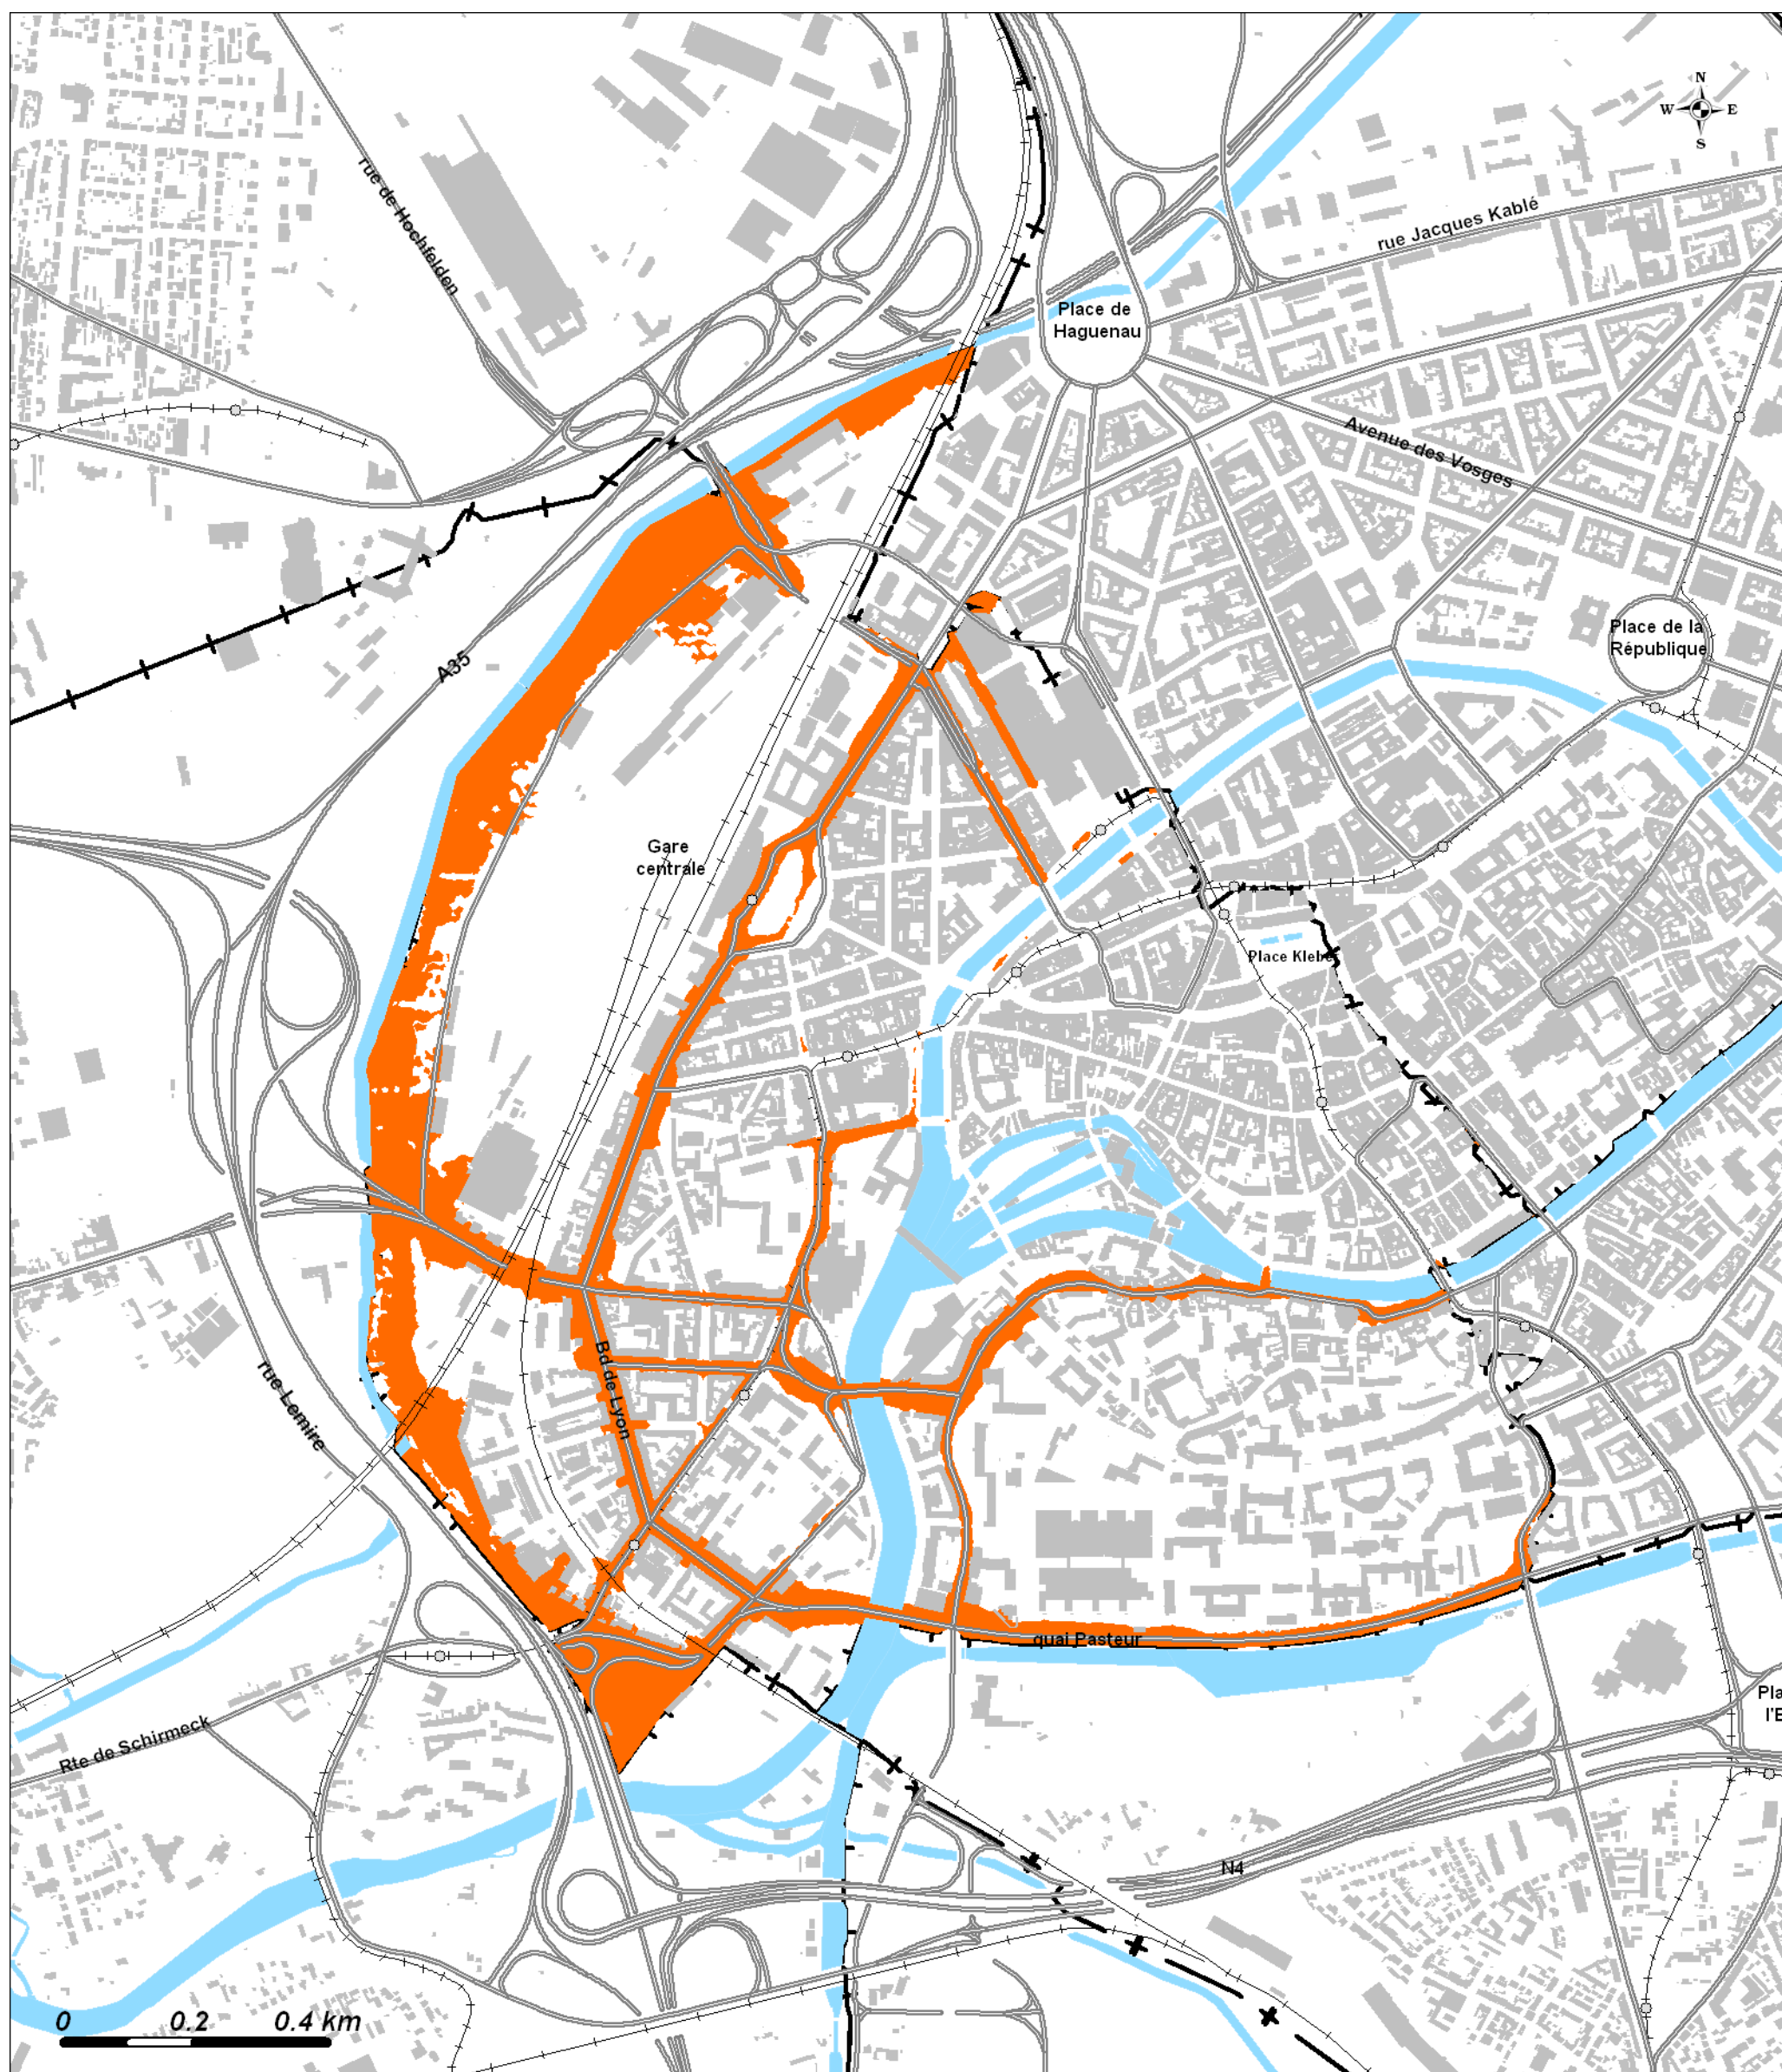 N
W E
S
rue de Hochfelden
rue Jacques Kablé
Place de
Haguenau
Avenue des Vosges
Place de la
République
A35
Gare
centrale
Place Kleber
Bd de Lyon
rue Lemire
quai Pasteur
Pla
l'E
Rte de Schirmeck
N4
0 0.2 0.4 km